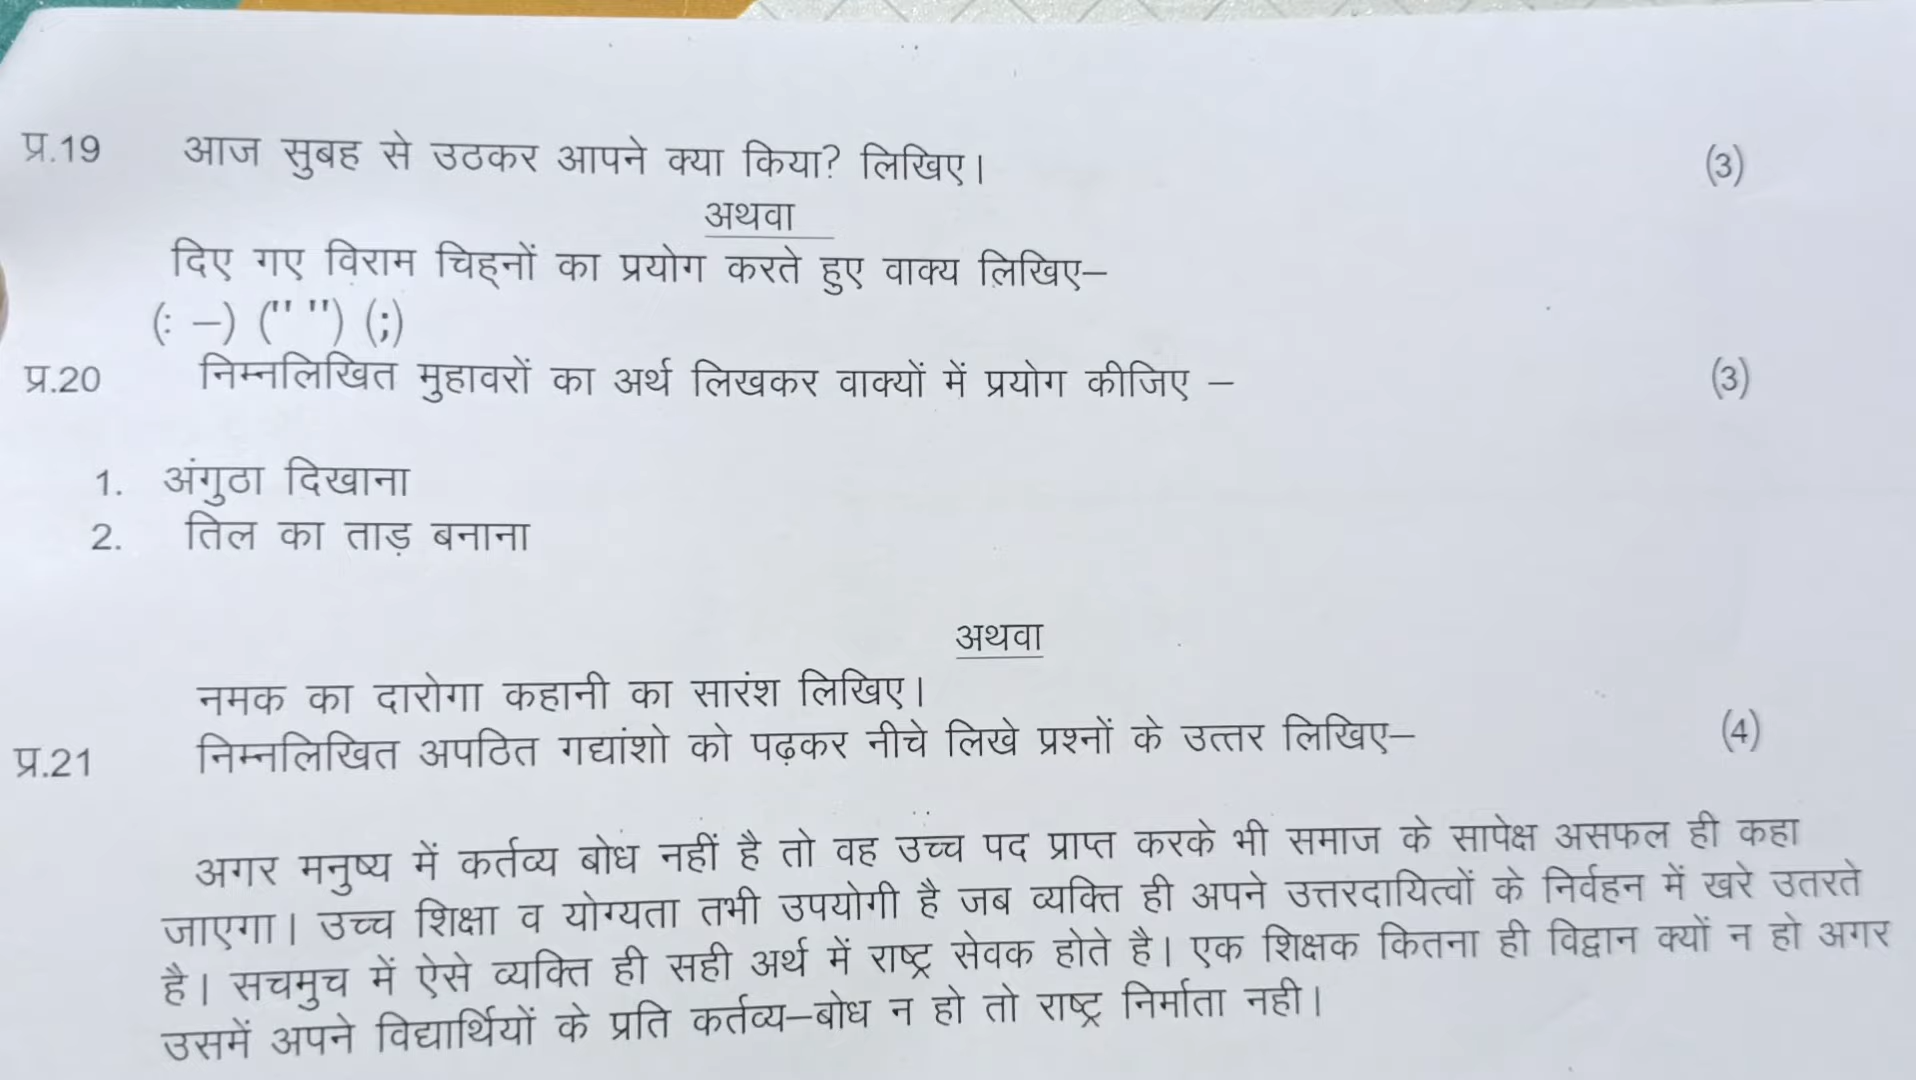 प्र.19 आज सुबह से उठकर आपने क्या किया? लिखिए। (3)
अथवा
दिए गए विराम चिह्नों का प्रयोग करते हुए वाक्य लिखिए–
(: –) (" ") (;)
प्र.20 निम्नलिखित मुहावरों का अर्थ लिखकर वाक्यों में प्रयोग कीजिए – (3)
1. अंगुठा दिखाना
2. तिल का ताड़ बनाना
अथवा
नमक का दारोगा कहानी का सारंश लिखिए।
प्र.21 निम्नलिखित अपठित गद्यांशो को पढ़कर नीचे लिखे प्रश्नों के उत्तर लिखिए– (4)
अगर मनुष्य में कर्तव्य बोध नहीं है तो वह उच्च पद प्राप्त करके भी समाज के सापेक्ष असफल ही कहा
जाएगा। उच्च शिक्षा व योग्यता तभी उपयोगी है जब व्यक्ति ही अपने उत्तरदायित्वों के निर्वहन में खरे उतरते
है। सचमुच में ऐसे व्यक्ति ही सही अर्थ में राष्ट्र सेवक होते है। एक शिक्षक कितना ही विद्वान क्यों न हो अगर
उसमें अपने विद्यार्थियों के प्रति कर्तव्य–बोध न हो तो राष्ट्र निर्माता नही।